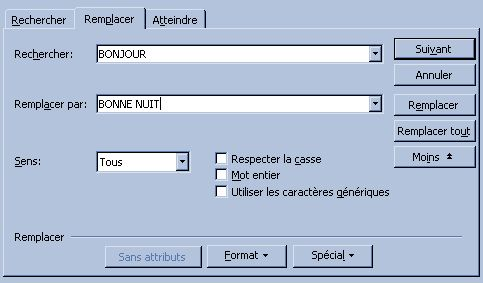 Rechercher Remplacer Atteindre
Rechercher: BONJOUR Suivant
Annuler
Remplacer par: BONNE NUIT Remplacer
Remplacer tout
Sens: Tous Respecter la casse Moins
Mot entier
Utiliser les caractères génériques
Remplacer
Sans attributs Format Spécial